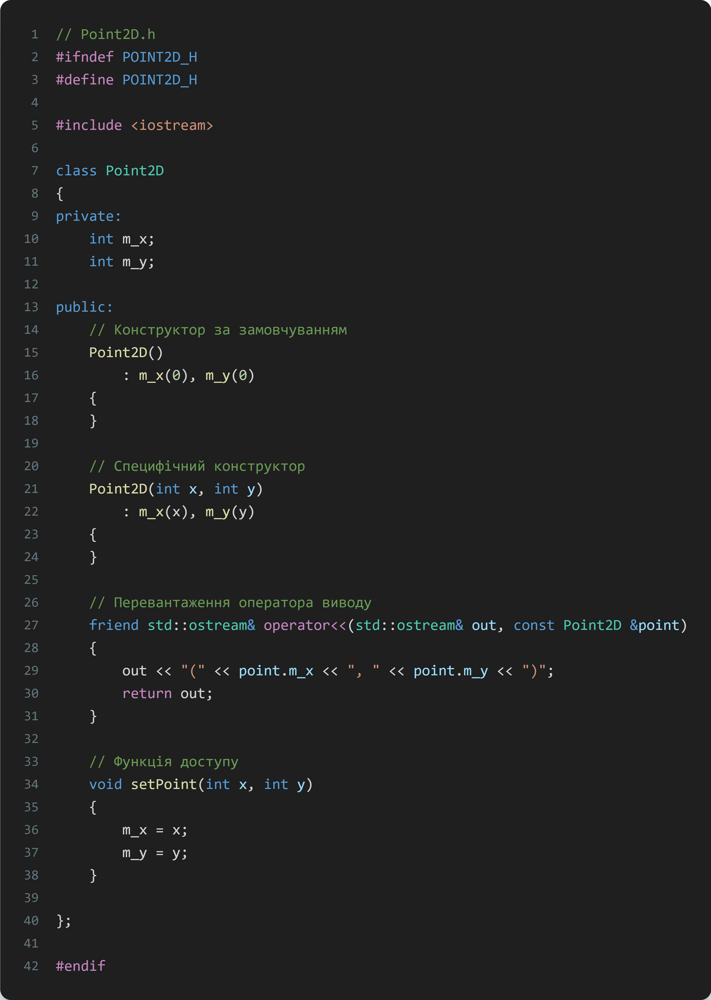 1 // Point2D.h
2 #ifndef POINT2D_H
3 #define POINT2D_H
4
5 #include <iostream>
6
7 class Point2D
8 {
9 private:
10     int m_x;
11     int m_y;
12
13 public:
14     // Конструктор за замовчуванням
15     Point2D()
16         : m_x(0), m_y(0)
17     {
18     }
19
20     // Специфічний конструктор
21     Point2D(int x, int y)
22         : m_x(x), m_y(y)
23     {
24     }
25
26     // Перевантаження оператора виводу
27     friend std::ostream& operator<<(std::ostream& out, const Point2D &point)
28     {
29         out << "(" << point.m_x << ", " << point.m_y << ")";
30         return out;
31     }
32
33     // Функція доступу
34     void setPoint(int x, int y)
35     {
36         m_x = x;
37         m_y = y;
38     }
39
40 };
41
42 #endif